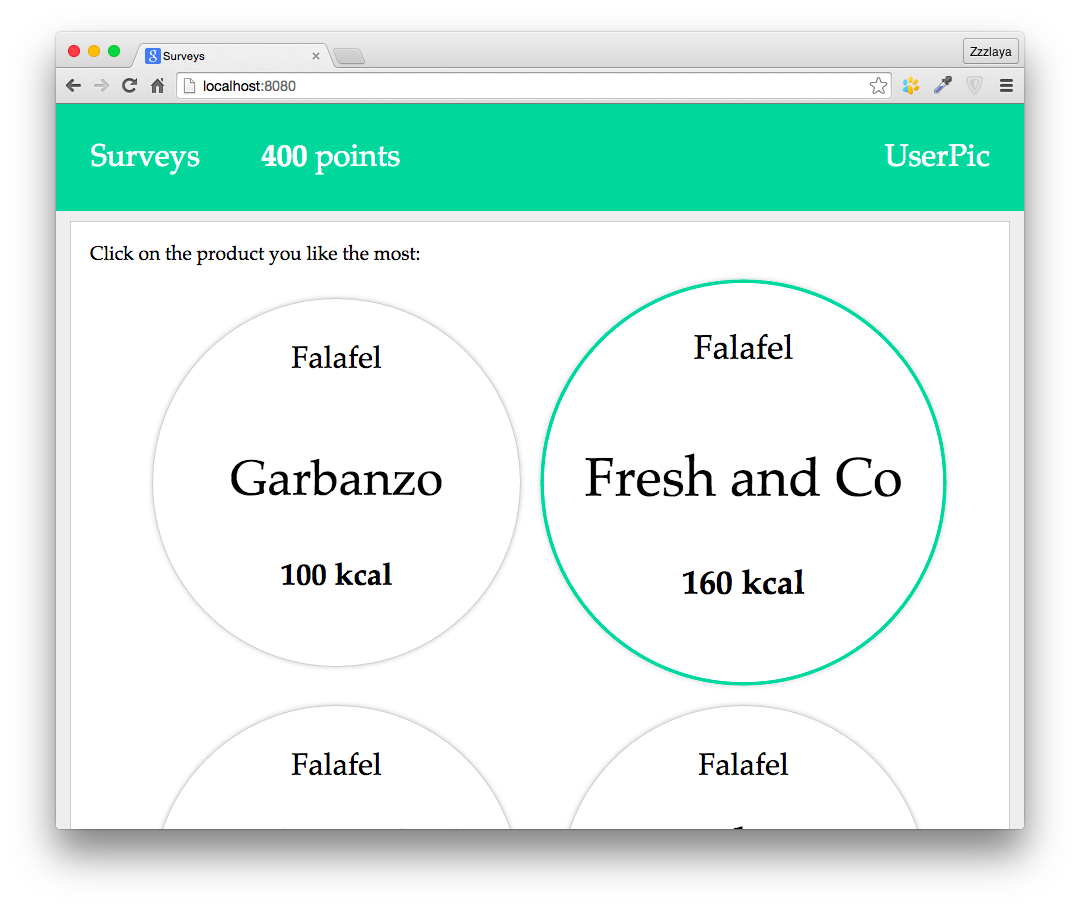 Surveys
Zzzlaya
localhost:8080
Surveys 400 points UserPic
Click on the product you like the most:
Falafel
Garbanzo
100 kcal
Falafel
Fresh and Co
160 kcal
Falafel
Falafel